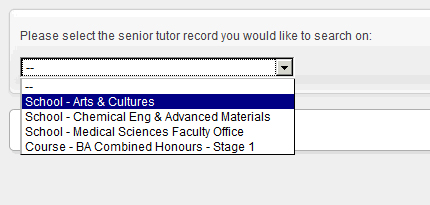 Please select the senior tutor record you would like to search on:
--
--
School - Arts & Cultures
School - Chemical Eng & Advanced Materials
School - Medical Sciences Faculty Office
Course - BA Combined Honours - Stage 1